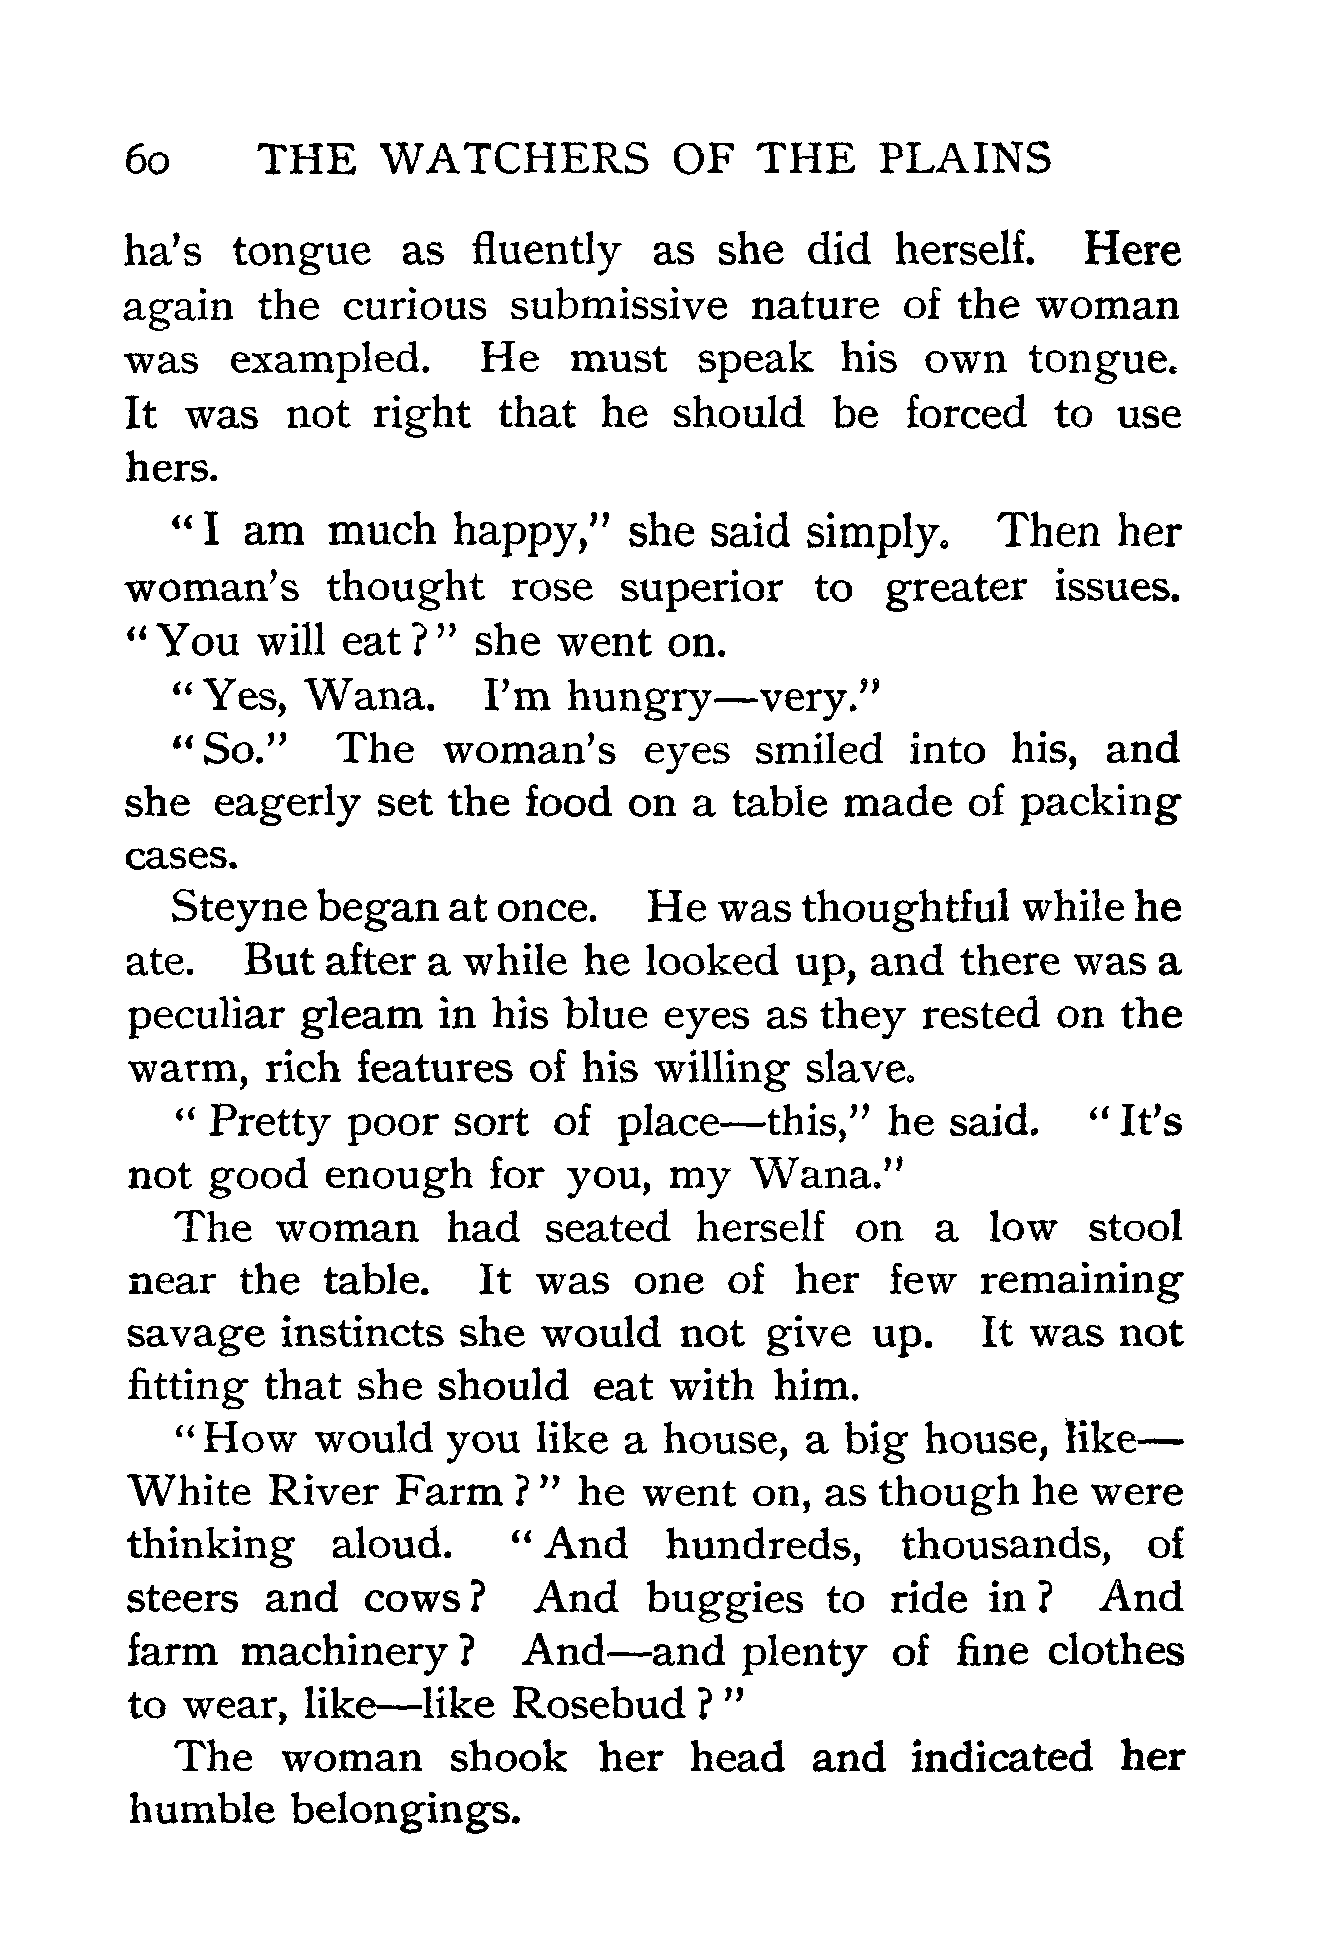 60 THE WATCHERS OF THE PLAINS
ha's tongue as fluently as she did herself. Here
again the curious submissive nature of the woman
was exampled. He must speak his own tongue.
It was not right that he should be forced to use
hers.
“I am much happy,” she said simply. Then her
woman's thought rose superior to greater issues.
“You will eat?” she went on.
“Yes, Wana. I'm hungry—very.”
“So.” The woman's eyes smiled into his, and
she eagerly set the food on a table made of packing
cases.
Steyne began at once. He was thoughtful while he
ate. But after a while he looked up, and there was a
peculiar gleam in his blue eyes as they rested on the
warm, rich features of his willing slave.
“Pretty poor sort of place—this,” he said. “It's
not good enough for you, my Wana.”
The woman had seated herself on a low stool
near the table. It was one of her few remaining
savage instincts she would not give up. It was not
fitting that she should eat with him.
“How would you like a house, a big house, like—
White River Farm?” he went on, as though he were
thinking aloud. “And hundreds, thousands, of
steers and cows? And buggies to ride in? And
farm machinery? And—and plenty of fine clothes
to wear, like—like Rosebud?”
The woman shook her head and indicated her
humble belongings.